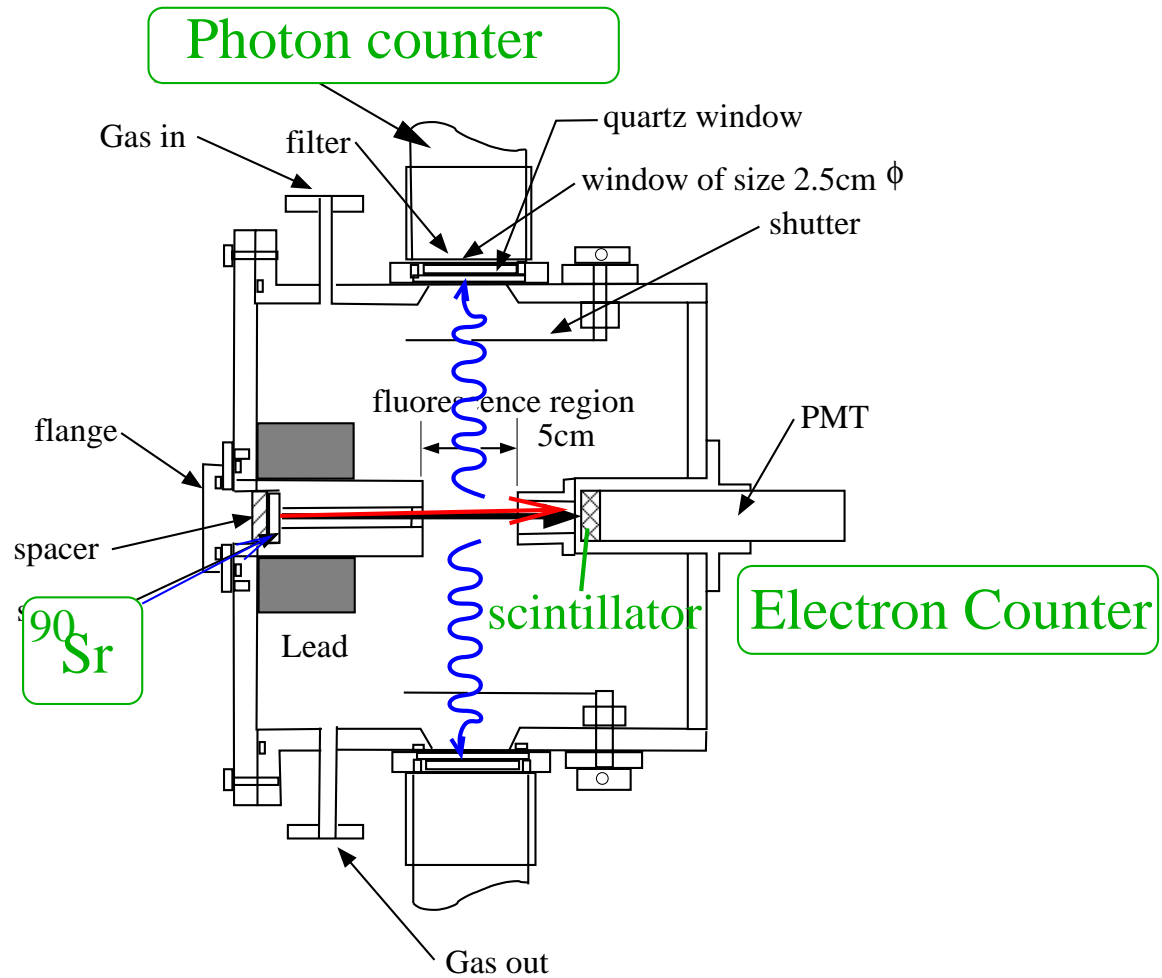 Photon counter
Gas in
filter
quartz window
window of size 2.5cm ϕ
shutter
fluorescence region
5cm
PMT
flange
spacer
90Sr
scintillator
Electron Counter
Lead
Gas out